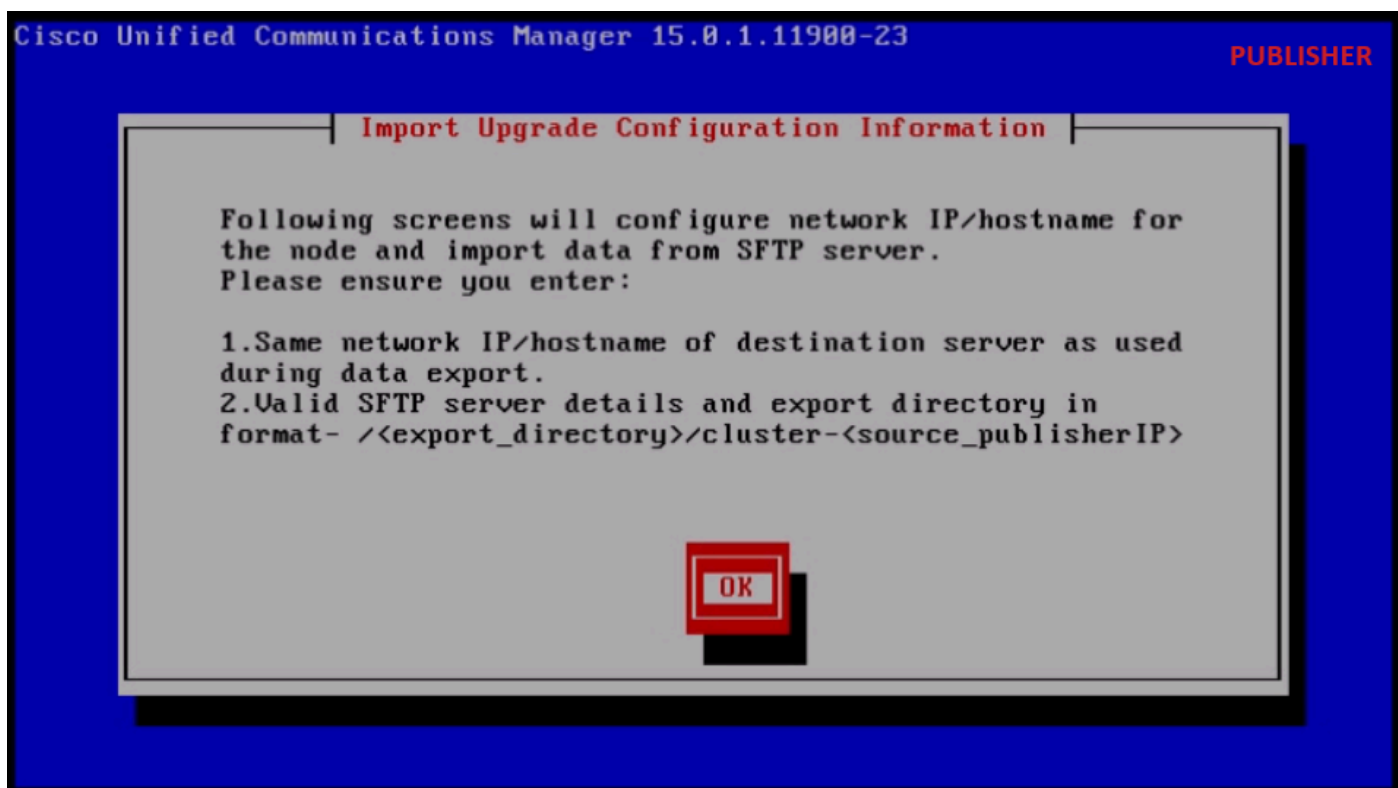 Cisco Unified Communications Manager 15.0.1.11900-23
PUBLISHER
Import Upgrade Configuration Information
Following screens will configure network IP/hostname for
the node and import data from SFTP server.
Please ensure you enter:
1.Same network IP/hostname of destination server as used
during data export.
2.Valid SFTP server details and export directory in
format- /<export_directory>/cluster-<source_publisherIP>
OK